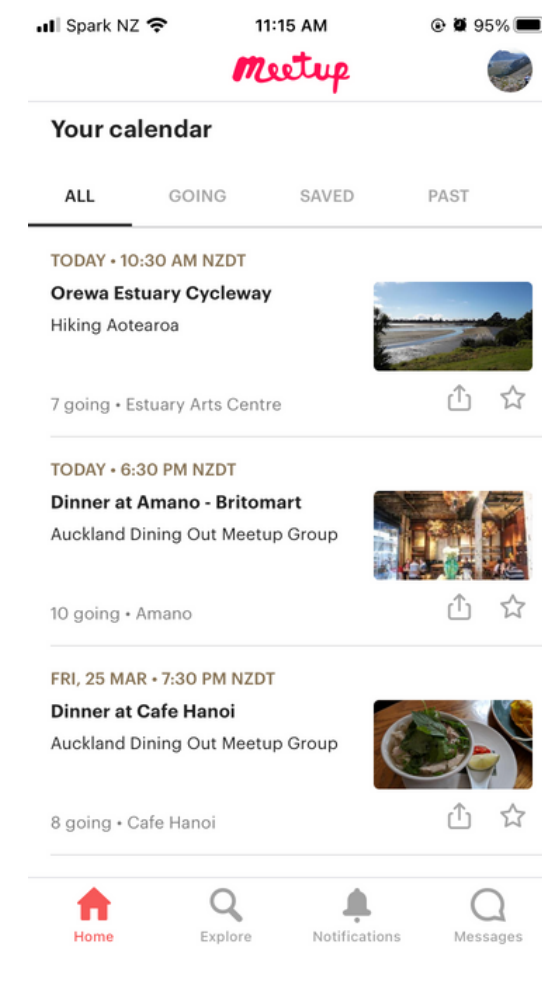 Spark NZ 11:15 AM 95%
meetup
Your calendar
ALL GOING SAVED PAST
TODAY • 10:30 AM NZDT
Orewa Estuary Cycleway
Hiking Aotearoa
7 going • Estuary Arts Centre
TODAY • 6:30 PM NZDT
Dinner at Amano - Britomart
Auckland Dining Out Meetup Group
10 going • Amano
FRI, 25 MAR • 7:30 PM NZDT
Dinner at Cafe Hanoi
Auckland Dining Out Meetup Group
8 going • Cafe Hanoi
Home Explore Notifications Messages